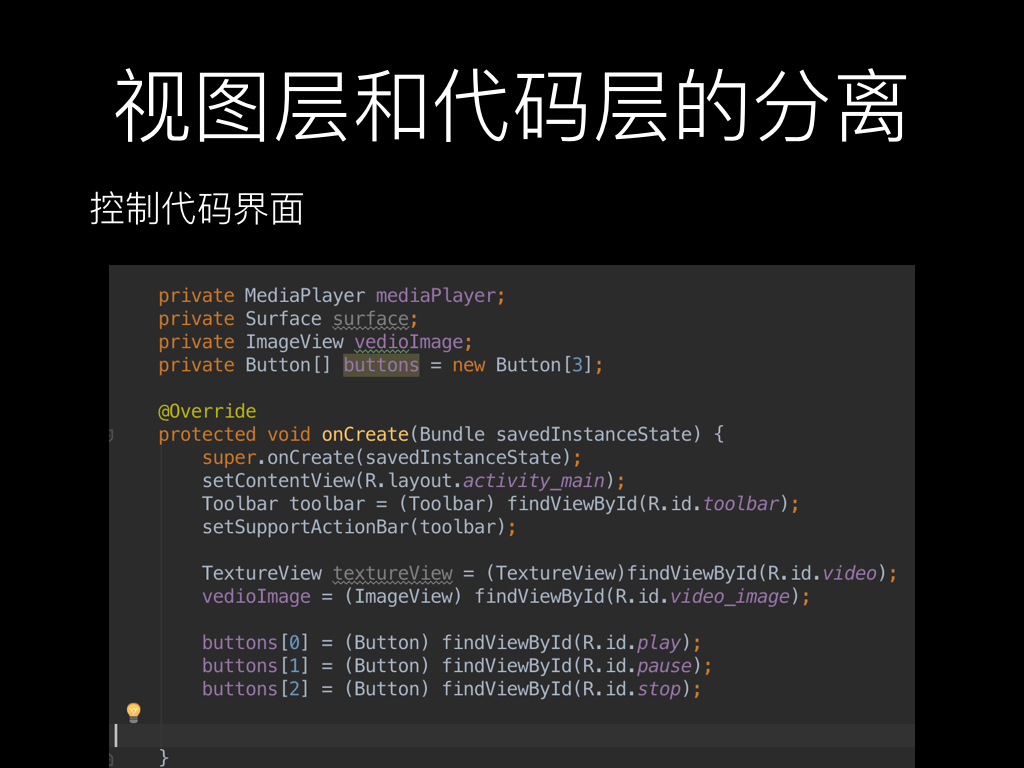 视图层和代码层的分离
控制代码界面
private MediaPlayer mediaPlayer;
private Surface surface;
private ImageView vedioImage;
private Button[] buttons = new Button[3];
@Override
protected void onCreate(Bundle savedInstanceState) {
super.onCreate(savedInstanceState);
setContentView(R.layout.activity_main);
Toolbar toolbar = (Toolbar) findViewById(R.id.toolbar);
setSupportActionBar(toolbar);
TextureView textureView = (TextureView)findViewById(R.id.video);
vedioImage = (ImageView) findViewById(R.id.video_image);
buttons[0] = (Button) findViewById(R.id.play);
buttons[1] = (Button) findViewById(R.id.pause);
buttons[2] = (Button) findViewById(R.id.stop);
}